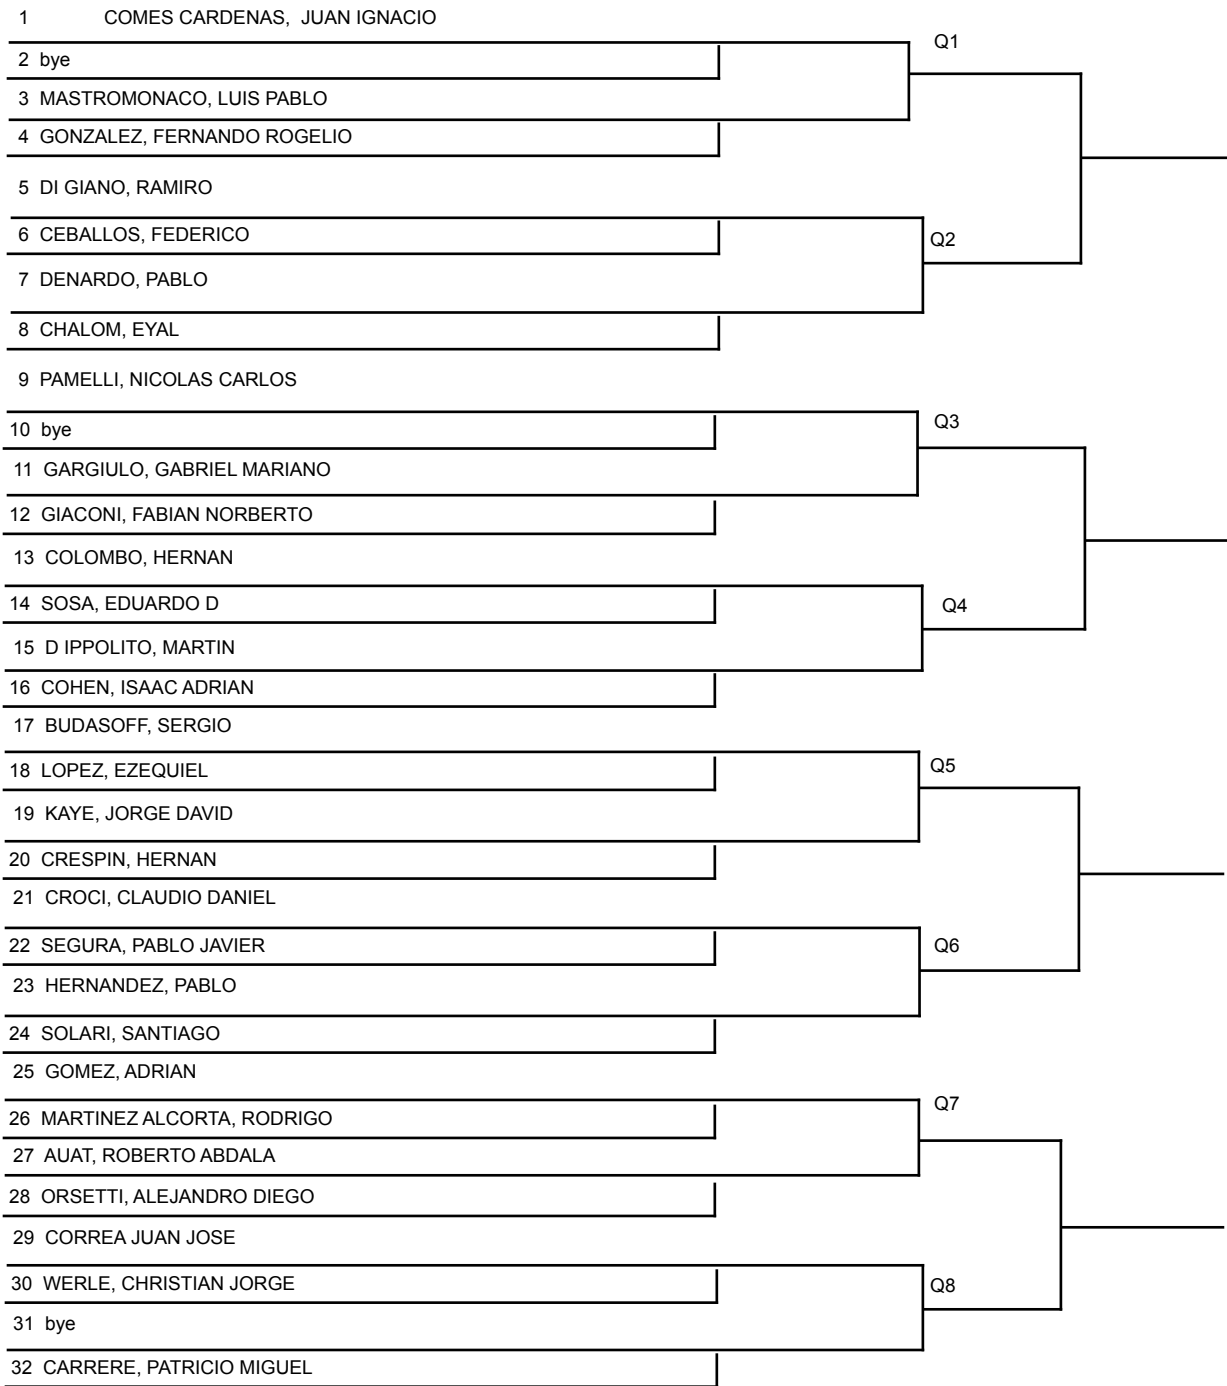 1 COMES CARDENAS, JUAN IGNACIO
Q1
2 bye
3 MASTROMONACO, LUIS PABLO
4 GONZALEZ, FERNANDO ROGELIO
5 DI GIANO, RAMIRO
6 CEBALLOS, FEDERICO
Q2
7 DENARDO, PABLO
8 CHALOM, EYAL
9 PAMELLI, NICOLAS CARLOS
Q3
10 bye
11 GARGIULO, GABRIEL MARIANO
12 GIACONI, FABIAN NORBERTO
13 COLOMBO, HERNAN
14 SOSA, EDUARDO D
Q4
15 D IPPOLITO, MARTIN
16 COHEN, ISAAC ADRIAN
17 BUDASOFF, SERGIO
Q5
18 LOPEZ, EZEQUIEL
19 KAYE, JORGE DAVID
20 CRESPIN, HERNAN
21 CROCI, CLAUDIO DANIEL
22 SEGURA, PABLO JAVIER
Q6
23 HERNANDEZ, PABLO
24 SOLARI, SANTIAGO
25 GOMEZ, ADRIAN
Q7
26 MARTINEZ ALCORTA, RODRIGO
27 AUAT, ROBERTO ABDALA
28 ORSETTI, ALEJANDRO DIEGO
29 CORREA JUAN JOSE
30 WERLE, CHRISTIAN JORGE
Q8
31 bye
32 CARRERE, PATRICIO MIGUEL